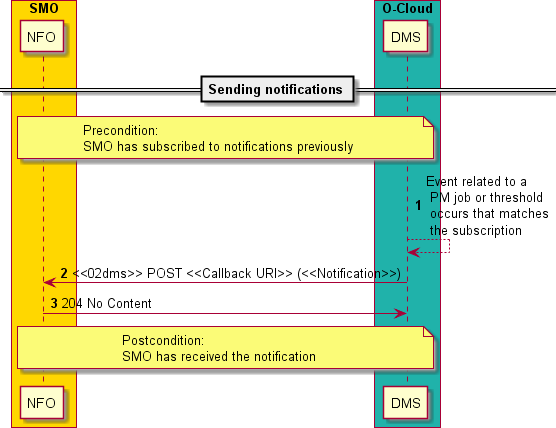 SMO
O-Cloud
NFO
DMS
Sending notifications
Precondition:
SMO has subscribed to notifications previously
1 Event related to a
PM job or threshold
occurs that matches
the subscription
2 <<02dms>> POST <<Callback URI>> (<<Notification>>)
3 204 No Content
Postcondition:
SMO has received the notification
NFO
DMS